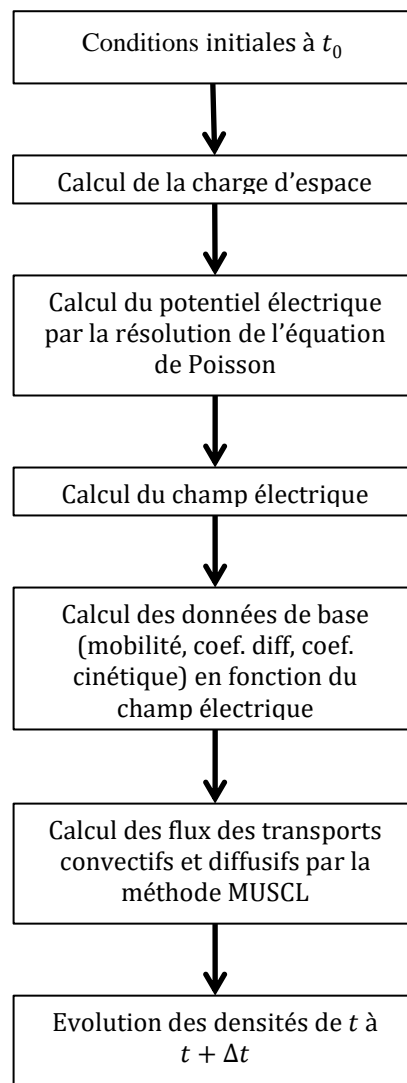 Conditions initiales à t₀
Calcul de la charge d’espace
Calcul du potentiel électrique
par la résolution de l’équation
de Poisson
Calcul du champ électrique
Calcul des données de base
(mobilité, coef. diff, coef.
cinétique) en fonction du
champ électrique
Calcul des flux des transports
convectifs et diffusifs par la
méthode MUSCL
Evolution des densités de t à
t + Δt